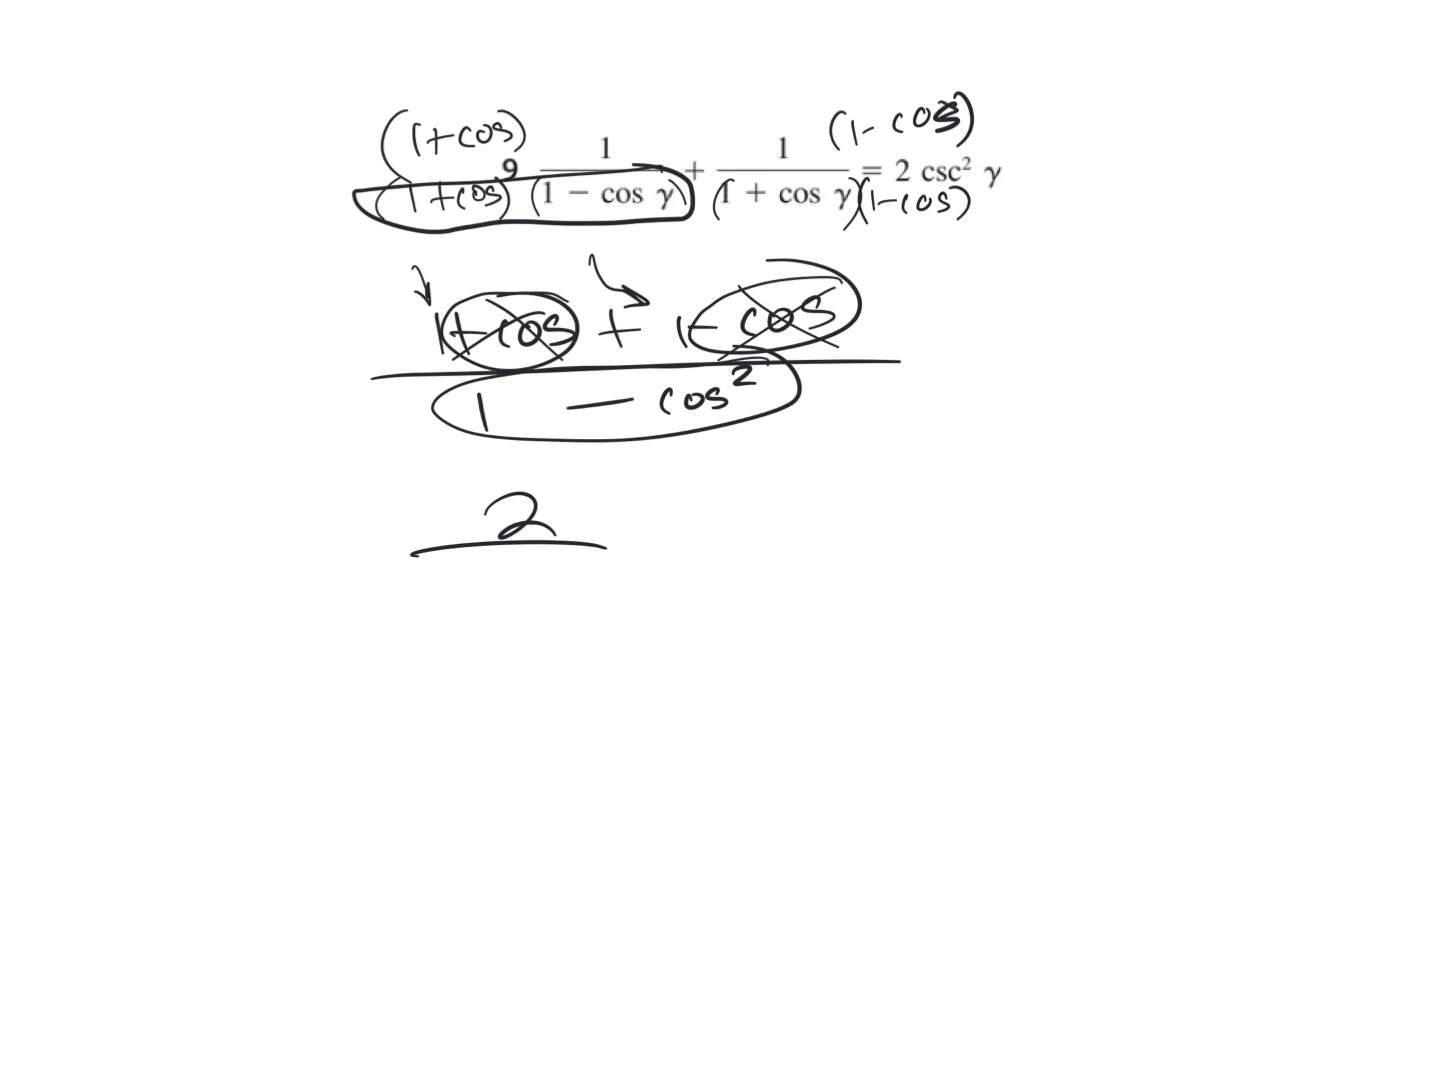 (1+cos) (1- cos)
9 1 + 1 = 2 csc² γ
(1+cos) (1 − cos γ) (1 + cos γ)(1-cos)
1+cos + 1- cos
1 — cos²
2